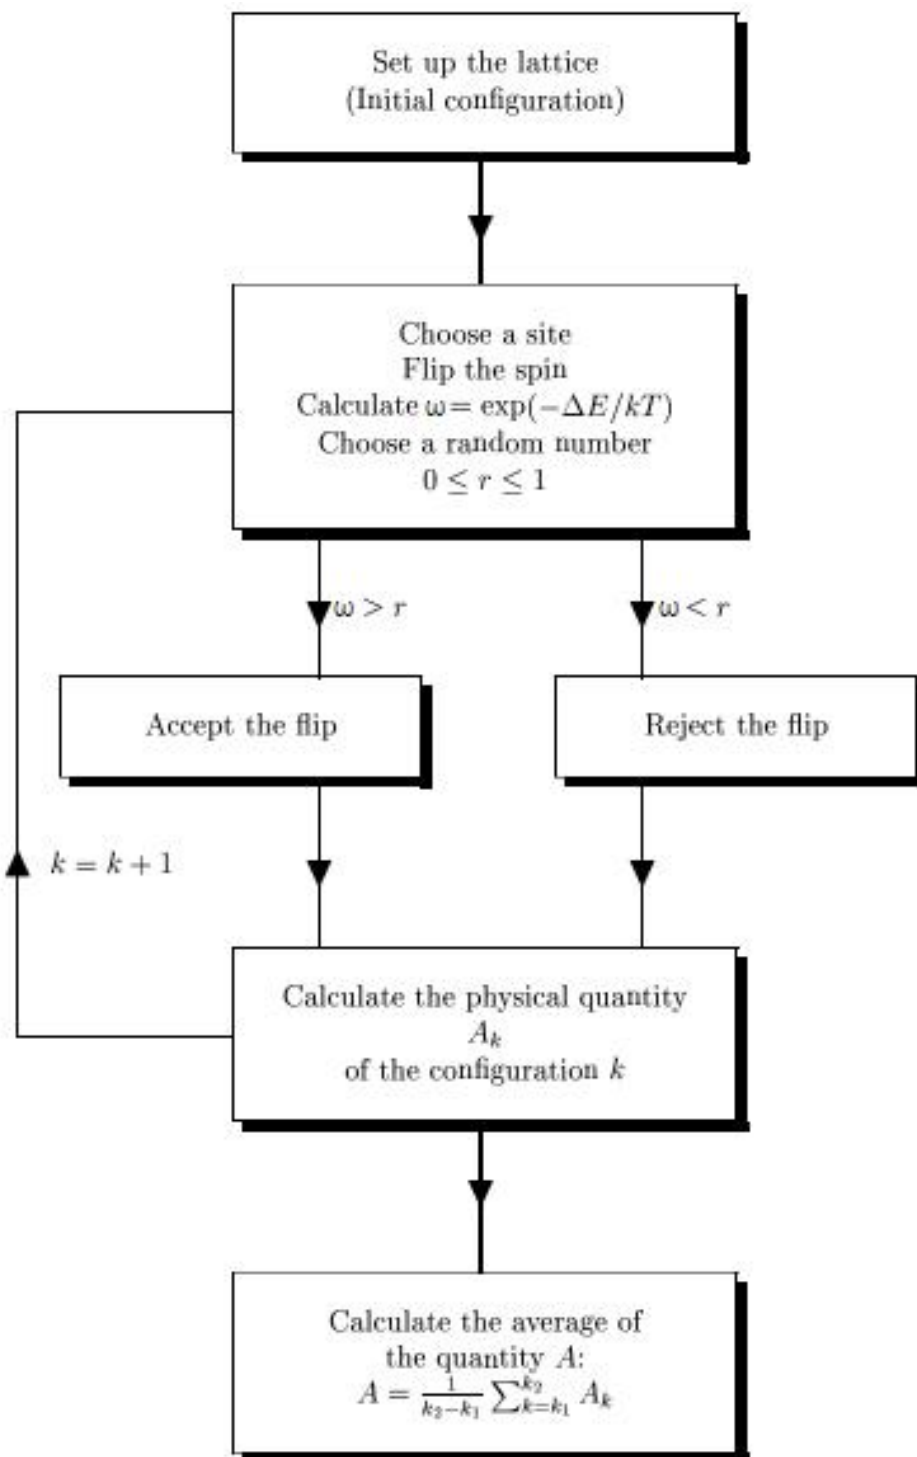 Set up the lattice
(Initial configuration)
Choose a site
Flip the spin
Calculate ω = exp(−ΔE/kT)
Choose a random number
0 ≤ r ≤ 1
ω > r
ω < r
Accept the flip
Reject the flip
k = k + 1
Calculate the physical quantity
A_k
of the configuration k
Calculate the average of
the quantity A:
A = \frac{1}{k_2-k_1} \sum_{k=k_1}^{k_2} A_k